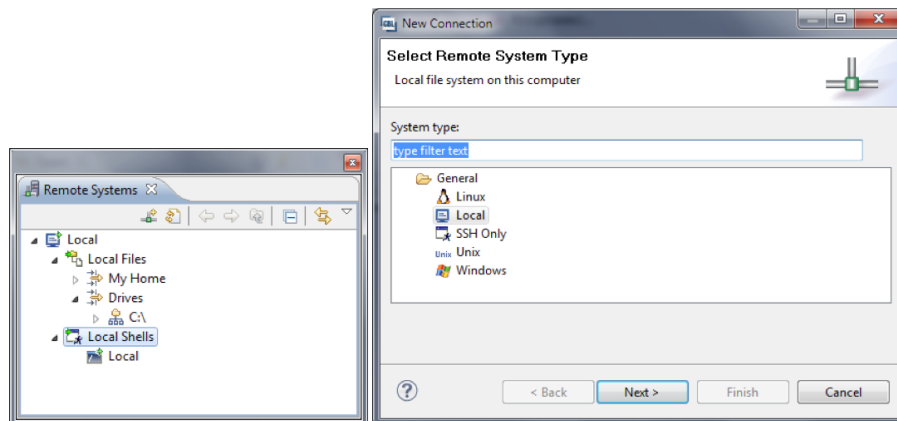 Remote Systems
Local
Local Files
My Home
Drives
C:\
Local Shells
Local
New Connection
Select Remote System Type
Local file system on this computer
System type:
type filter text
General
Linux
Local
SSH Only
Unix Unix
Windows
< Back Next > Finish Cancel